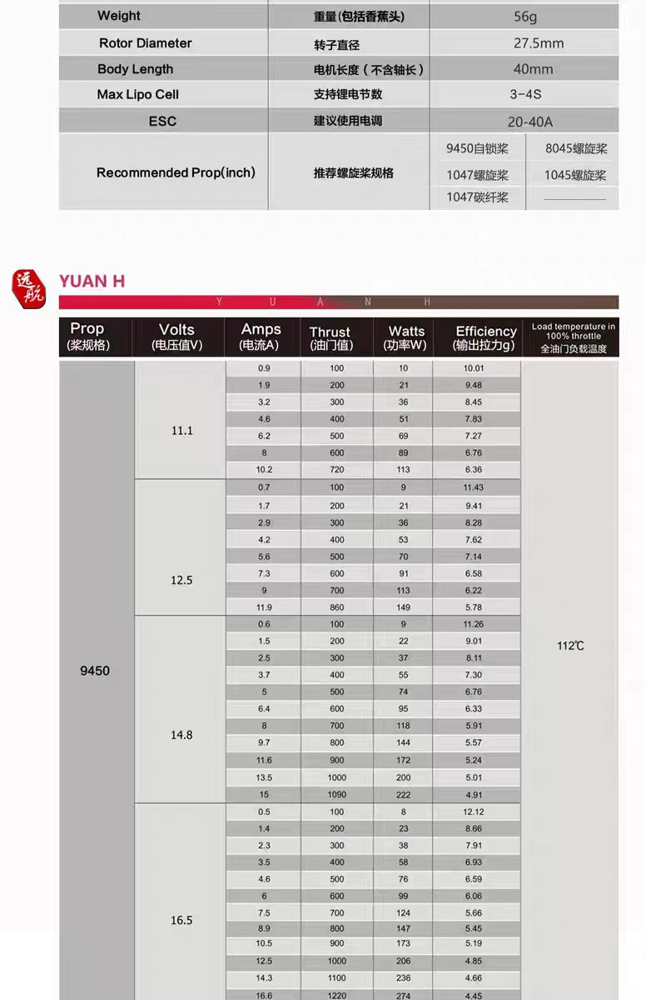 Weight 重量(包括香蕉头) 56g
Rotor Diameter 转子直径 27.5mm
Body Length 电机长度（不含轴长） 40mm
Max Lipo Cell 支持锂电节数 3-4S
ESC 建议使用电调 20-40A
9450自锁桨 8045螺旋桨
Recommended Prop(inch) 推荐螺旋桨规格 1047螺旋桨 1045螺旋桨
1047碳纤桨 ————
远航
YUAN H
Y U A N H
Prop Volts Amps Thrust Watts Efficiency Load temperature in 100% throttle
(桨规格) (电压值V) (电流A) (油门值) (功率W) (输出拉力g) 全油门负载温度
0.9 100 10 10.01
1.9 200 21 9.48
3.2 300 36 8.45
4.6 400 51 7.83
11.1
6.2 500 69 7.27
8 600 89 6.76
10.2 720 113 6.36
0.7 100 9 11.43
1.7 200 21 9.41
2.9 300 36 8.28
4.2 400 53 7.62
5.6 500 70 7.14
12.5
7.3 600 91 6.58
9 700 113 6.22
11.9 860 149 5.78
0.6 100 9 11.26
1.5 200 22 9.01
112℃
2.5 300 37 8.11
9450
3.7 400 55 7.30
5 500 74 6.76
6.4 600 95 6.33
8 700 118 5.91
14.8
9.7 800 144 5.57
11.6 900 172 5.24
13.5 1000 200 5.01
15 1090 222 4.91
0.5 100 8 12.12
1.4 200 23 8.66
2.3 300 38 7.91
3.5 400 58 6.93
4.6 500 76 6.59
6 600 99 6.06
7.5 700 124 5.66
16.5
8.9 800 147 5.45
10.5 900 173 5.19
12.5 1000 206 4.85
14.3 1100 236 4.66
16.6 1220 274 4.45